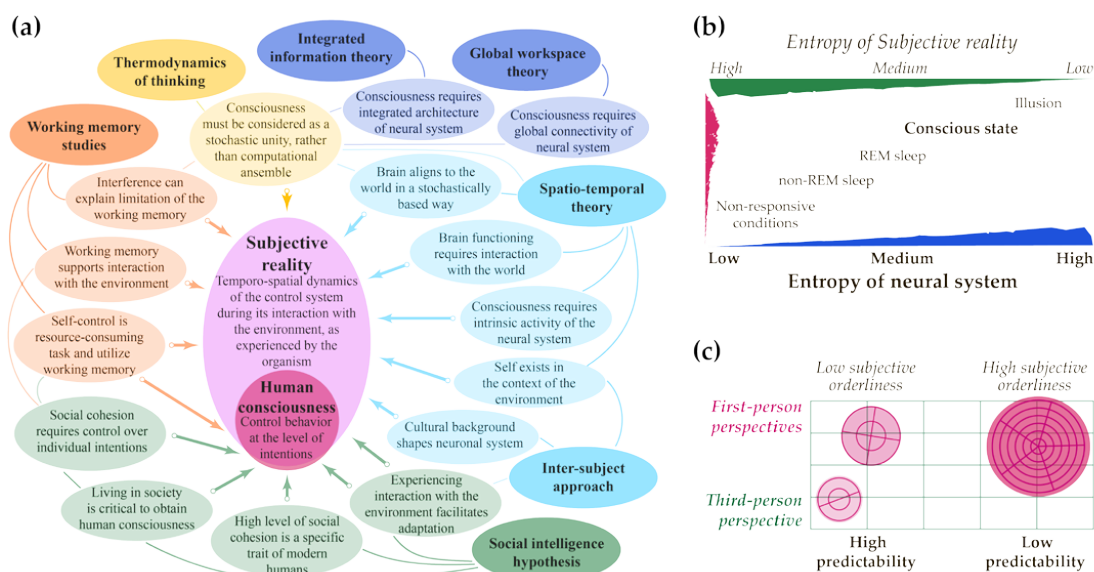 (a)
Thermodynamics
of thinking
Integrated
information theory
Global workspace
theory
Working memory
studies
Consciousness
must be considered as a
stochastic unity, rather
than computational
ansemble
Consciousness requires
integrated architecture
of neural system
Consciousness requires
global connectivity of
neural system
Interference can
explain limitation of the
working memory
Brain aligns to the
world in a stochastically
based way
Spatio-temporal
theory
Working memory
supports interaction
with the environment
Subjective
reality
Temporo-spatial dynamics
of the control system
during its interaction with
the environment, as
experienced by the
organism
Brain functioning
requires interaction
with the world
Self-control is
resource-consuming
task and utilize
working memory
Consciousness requires
intrinsic activity of the
neural system
Human
consciousness
Control behavior
at the level of
intentions
Self exists in
the context of the
environment
Social cohesion
requires control over
individual intentions
Cultural background
shapes neuronal system
Inter-subject
approach
Living in society
is critical to obtain
human consciousness
High level of social
cohesion is a specific
trait of modern
humans
Experiencing
interaction with the
environment facilitates
adaptation
Social intelligence
hypothesis
(b)
Entropy of Subjective reality
High Medium Low
Illusion
Conscious state
REM sleep
non-REM sleep
Non-responsive
conditions
Low Medium High
Entropy of neural system
(c)
Low subjective
orderliness
High subjective
orderliness
First-person
perspectives
Third-person
perspective
High
predictability
Low
predictability